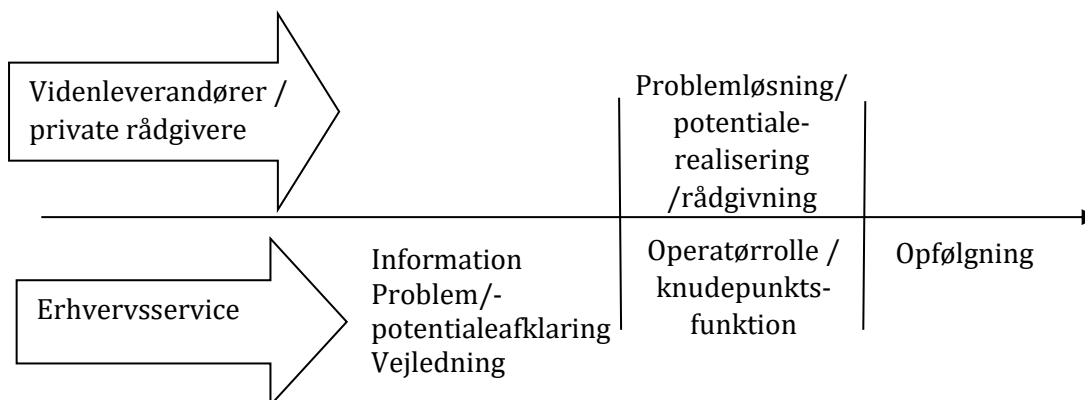 Videnleverandører /
private rådgivere
Problemløsning/
potentiale-
realisering
/rådgivning
Erhvervsservice
Information
Problem/-
potentialeafklaring
Vejledning
Operatørrolle /
knudepunkts-
funktion
Opfølgning